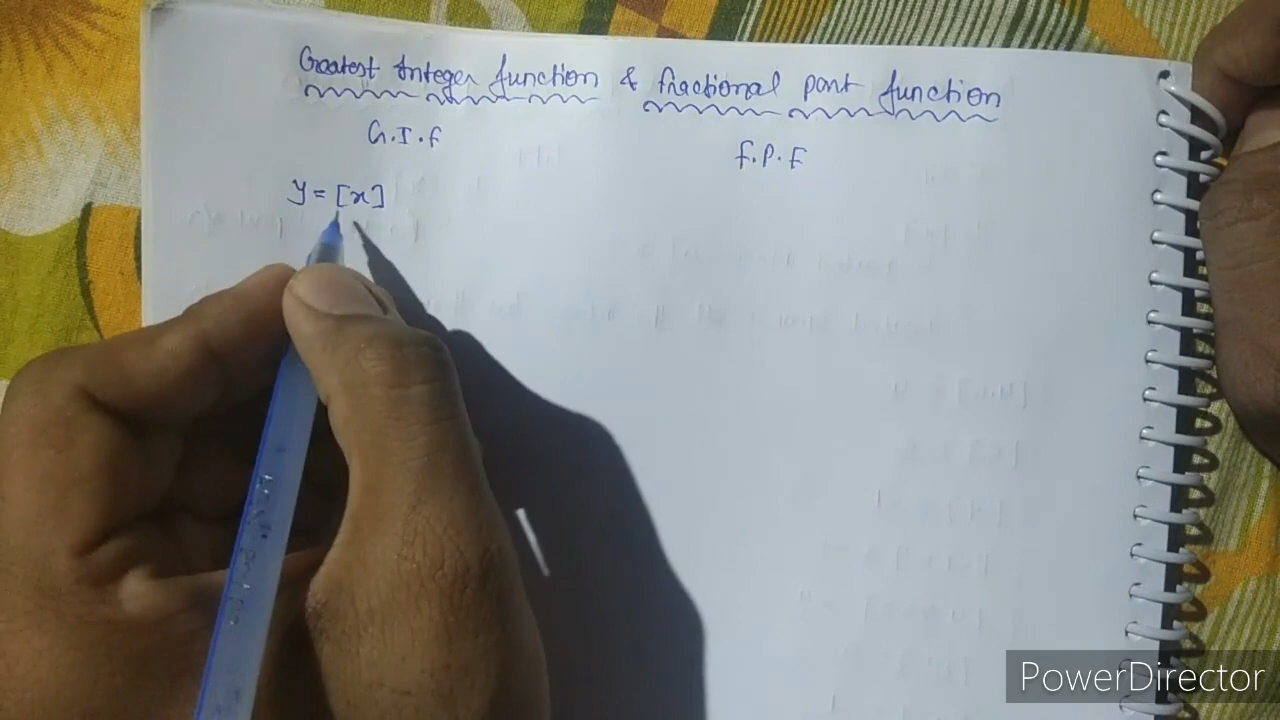 Greatest Integer function & fractional part function
G.I.f
f.P.F
y = [x]
PowerDirector